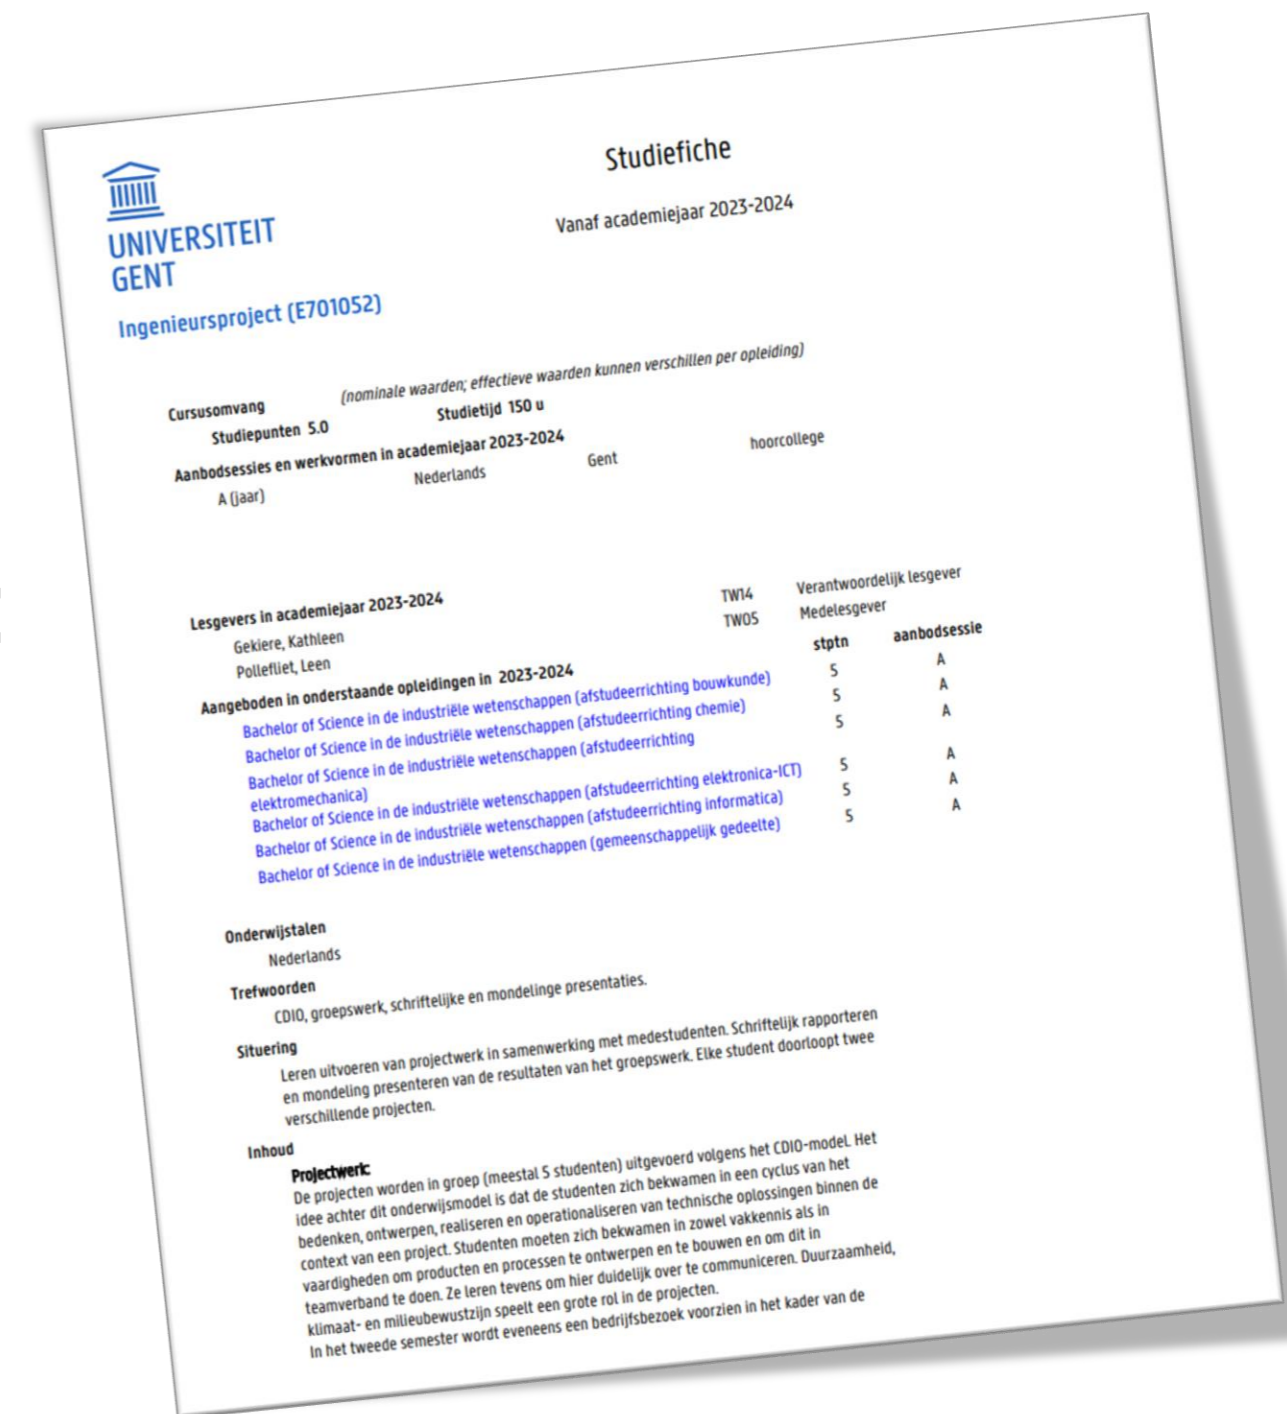 Studiefiche
Vanaf academiejaar 2023-2024
UNIVERSITEIT
GENT
Ingenieursproject (E701052)
Cursusomvang (nominale waarden; effectieve waarden kunnen verschillen per opleiding)
Studiepunten 5.0 Studietijd 150 u
Aanbodsessies en werkvormen in academiejaar 2023-2024
A (jaar) Nederlands Gent hoorcollege
Lesgevers in academiejaar 2023-2024
Gekiere, Kathleen TW14 Verantwoordelijk lesgever
Pollefliet, Leen TW05 Medelesgever
Aangeboden in onderstaande opleidingen in 2023-2024 stptn aanbodsessie
Bachelor of Science in de industriële wetenschappen (afstudeerrichting bouwkunde) 5 A
Bachelor of Science in de industriële wetenschappen (afstudeerrichting chemie) 5 A
Bachelor of Science in de industriële wetenschappen (afstudeerrichting 5 A
elektromechanica)
Bachelor of Science in de industriële wetenschappen (afstudeerrichting elektronica-ICT) 5 A
Bachelor of Science in de industriële wetenschappen (afstudeerrichting informatica) 5 A
Bachelor of Science in de industriële wetenschappen (gemeenschappelijk gedeelte) 5 A
Onderwijstalen
Nederlands
Trefwoorden
CDIO, groepswerk, schriftelijke en mondelinge presentaties.
Situering
Leren uitvoeren van projectwerk in samenwerking met medestudenten. Schriftelijk rapporteren
en mondeling presenteren van de resultaten van het groepswerk. Elke student doorloopt twee
verschillende projecten.
Inhoud
Projectwerk:
De projecten worden in groep (meestal 5 studenten) uitgevoerd volgens het CDIO-model. Het
idee achter dit onderwijsmodel is dat de studenten zich bekwamen in een cyclus van het
bedenken, ontwerpen, realiseren en operationaliseren van technische oplossingen binnen de
context van een project. Studenten moeten zich bekwamen in zowel vakkennis als in
vaardigheden om producten en processen te ontwerpen en te bouwen en om dit in
teamverband te doen. Ze leren tevens om hier duidelijk over te communiceren. Duurzaamheid,
klimaat- en milieubewustzijn speelt een grote rol in de projecten.
In het tweede semester wordt eveneens een bedrijfsbezoek voorzien in het kader van de